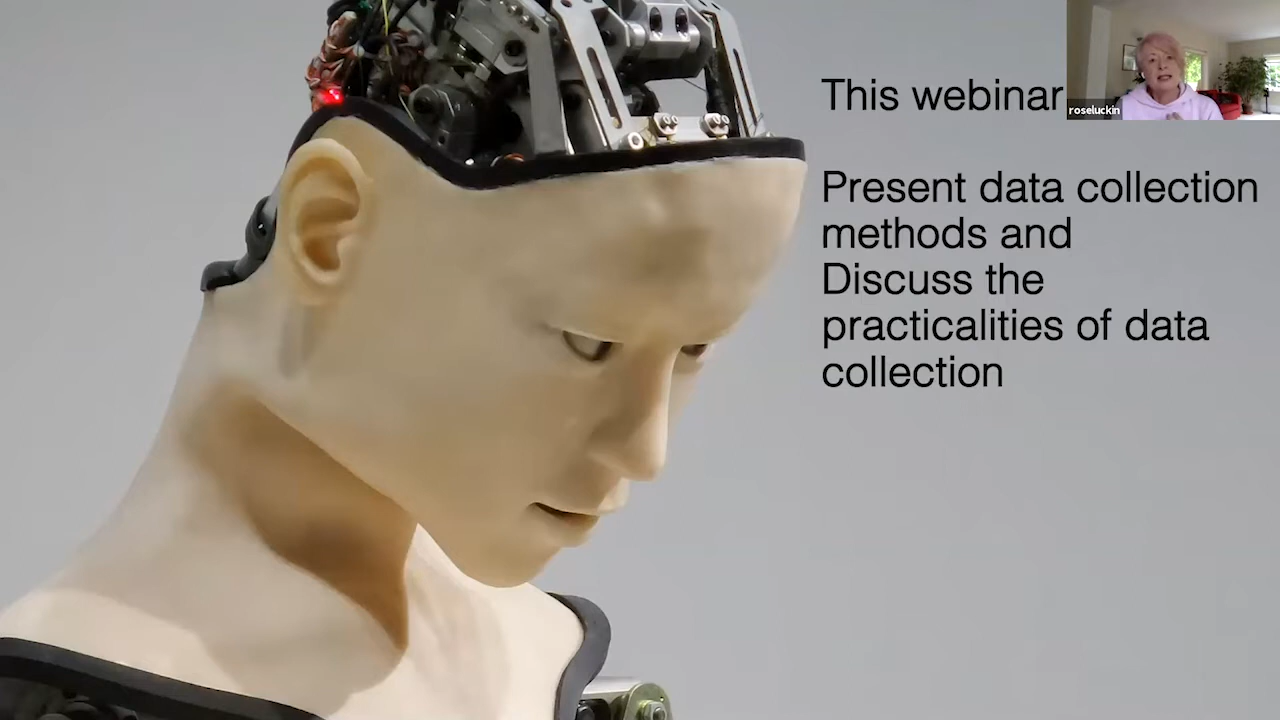 This webinar
roseluckin
Present data collection
methods and
Discuss the
practicalities of data
collection